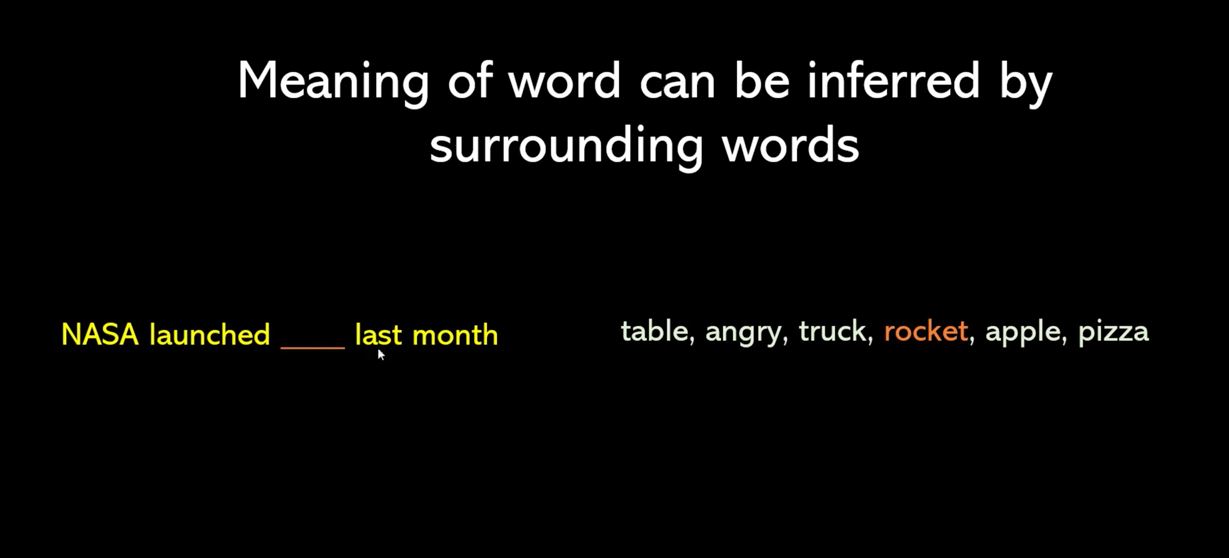 Meaning of word can be inferred by
surrounding words
NASA launched ____ last month
table, angry, truck, rocket, apple, pizza